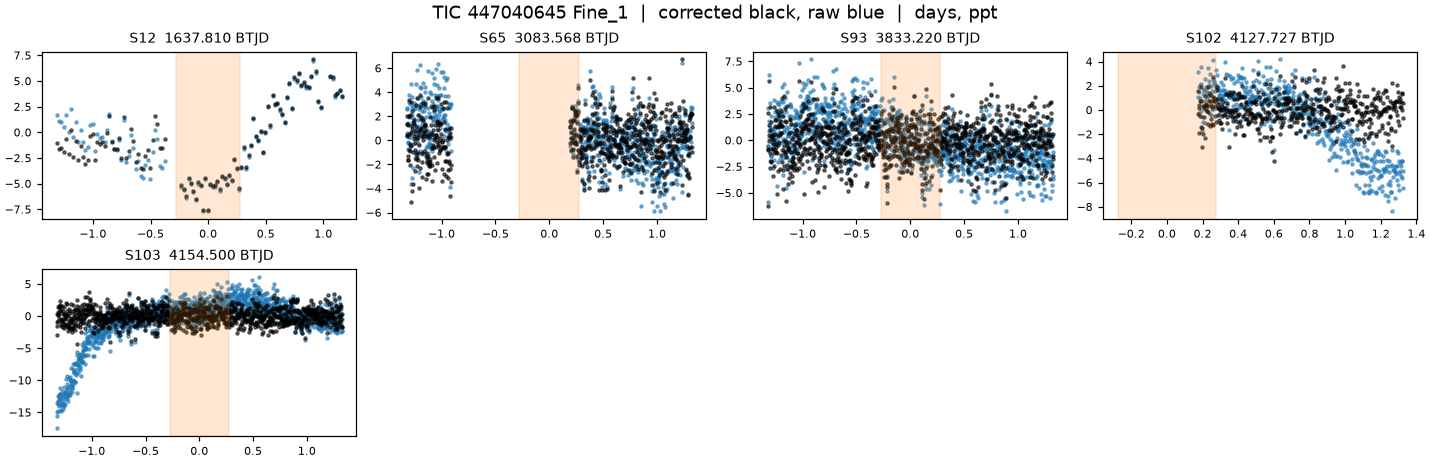 TIC 447040645 Fine_1 | corrected black, raw blue | days, ppt
S12 1637.810 BTJD
S65 3083.568 BTJD
S93 3833.220 BTJD
S102 4127.727 BTJD
7.5
5.0
2.5
0.0
−2.5
−5.0
−7.5
−1.0 −0.5 0.0 0.5 1.0
6
4
2
0
−2
−4
−6
−1.0 −0.5 0.0 0.5 1.0
7.5
5.0
2.5
0.0
−2.5
−5.0
−1.0 −0.5 0.0 0.5 1.0
4
2
0
−2
−4
−6
−8
−0.2 0.0 0.2 0.4 0.6 0.8 1.0 1.2 1.4
S103 4154.500 BTJD
5
0
−5
−10
−15
−1.0 −0.5 0.0 0.5 1.0